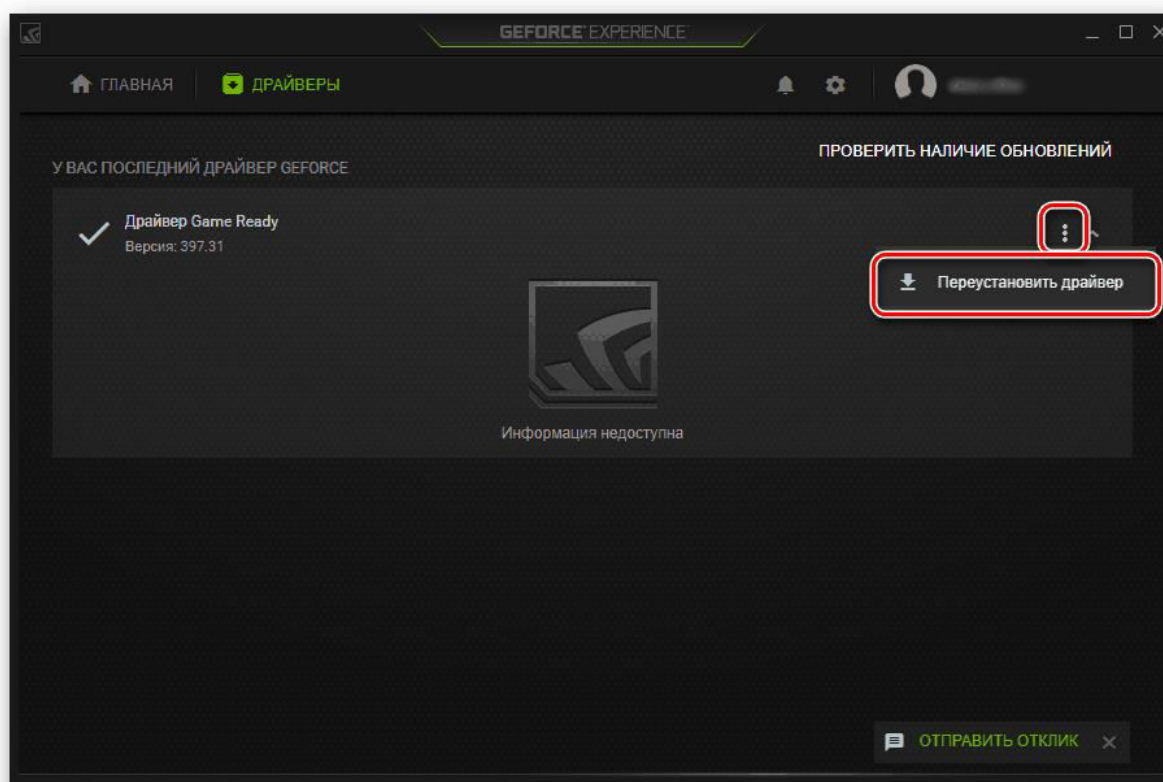 GEFORCE EXPERIENCE
ГЛАВНАЯ
ДРАЙВЕРЫ
ПРОВЕРИТЬ НАЛИЧИЕ ОБНОВЛЕНИЙ
У ВАС ПОСЛЕДНИЙ ДРАЙВЕР GEFORCE
Драйвер Game Ready
Версия: 397.31
Переустановить драйвер
Информация недоступна
ОТПРАВИТЬ ОТКЛИК